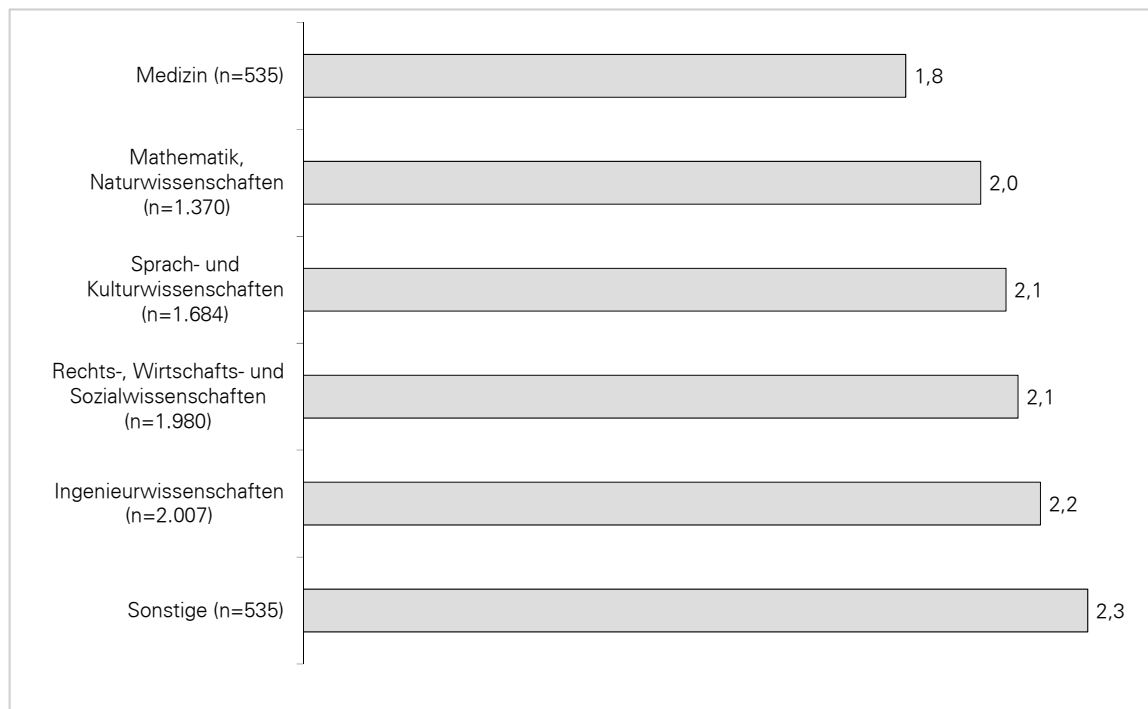 Medizin (n=535)
1,8
Mathematik,
Naturwissenschaften
(n=1.370)
2,0
Sprach- und
Kulturwissenschaften
(n=1.684)
2,1
Rechts-, Wirtschafts- und
Sozialwissenschaften
(n=1.980)
2,1
Ingenieurwissenschaften
(n=2.007)
2,2
Sonstige (n=535)
2,3